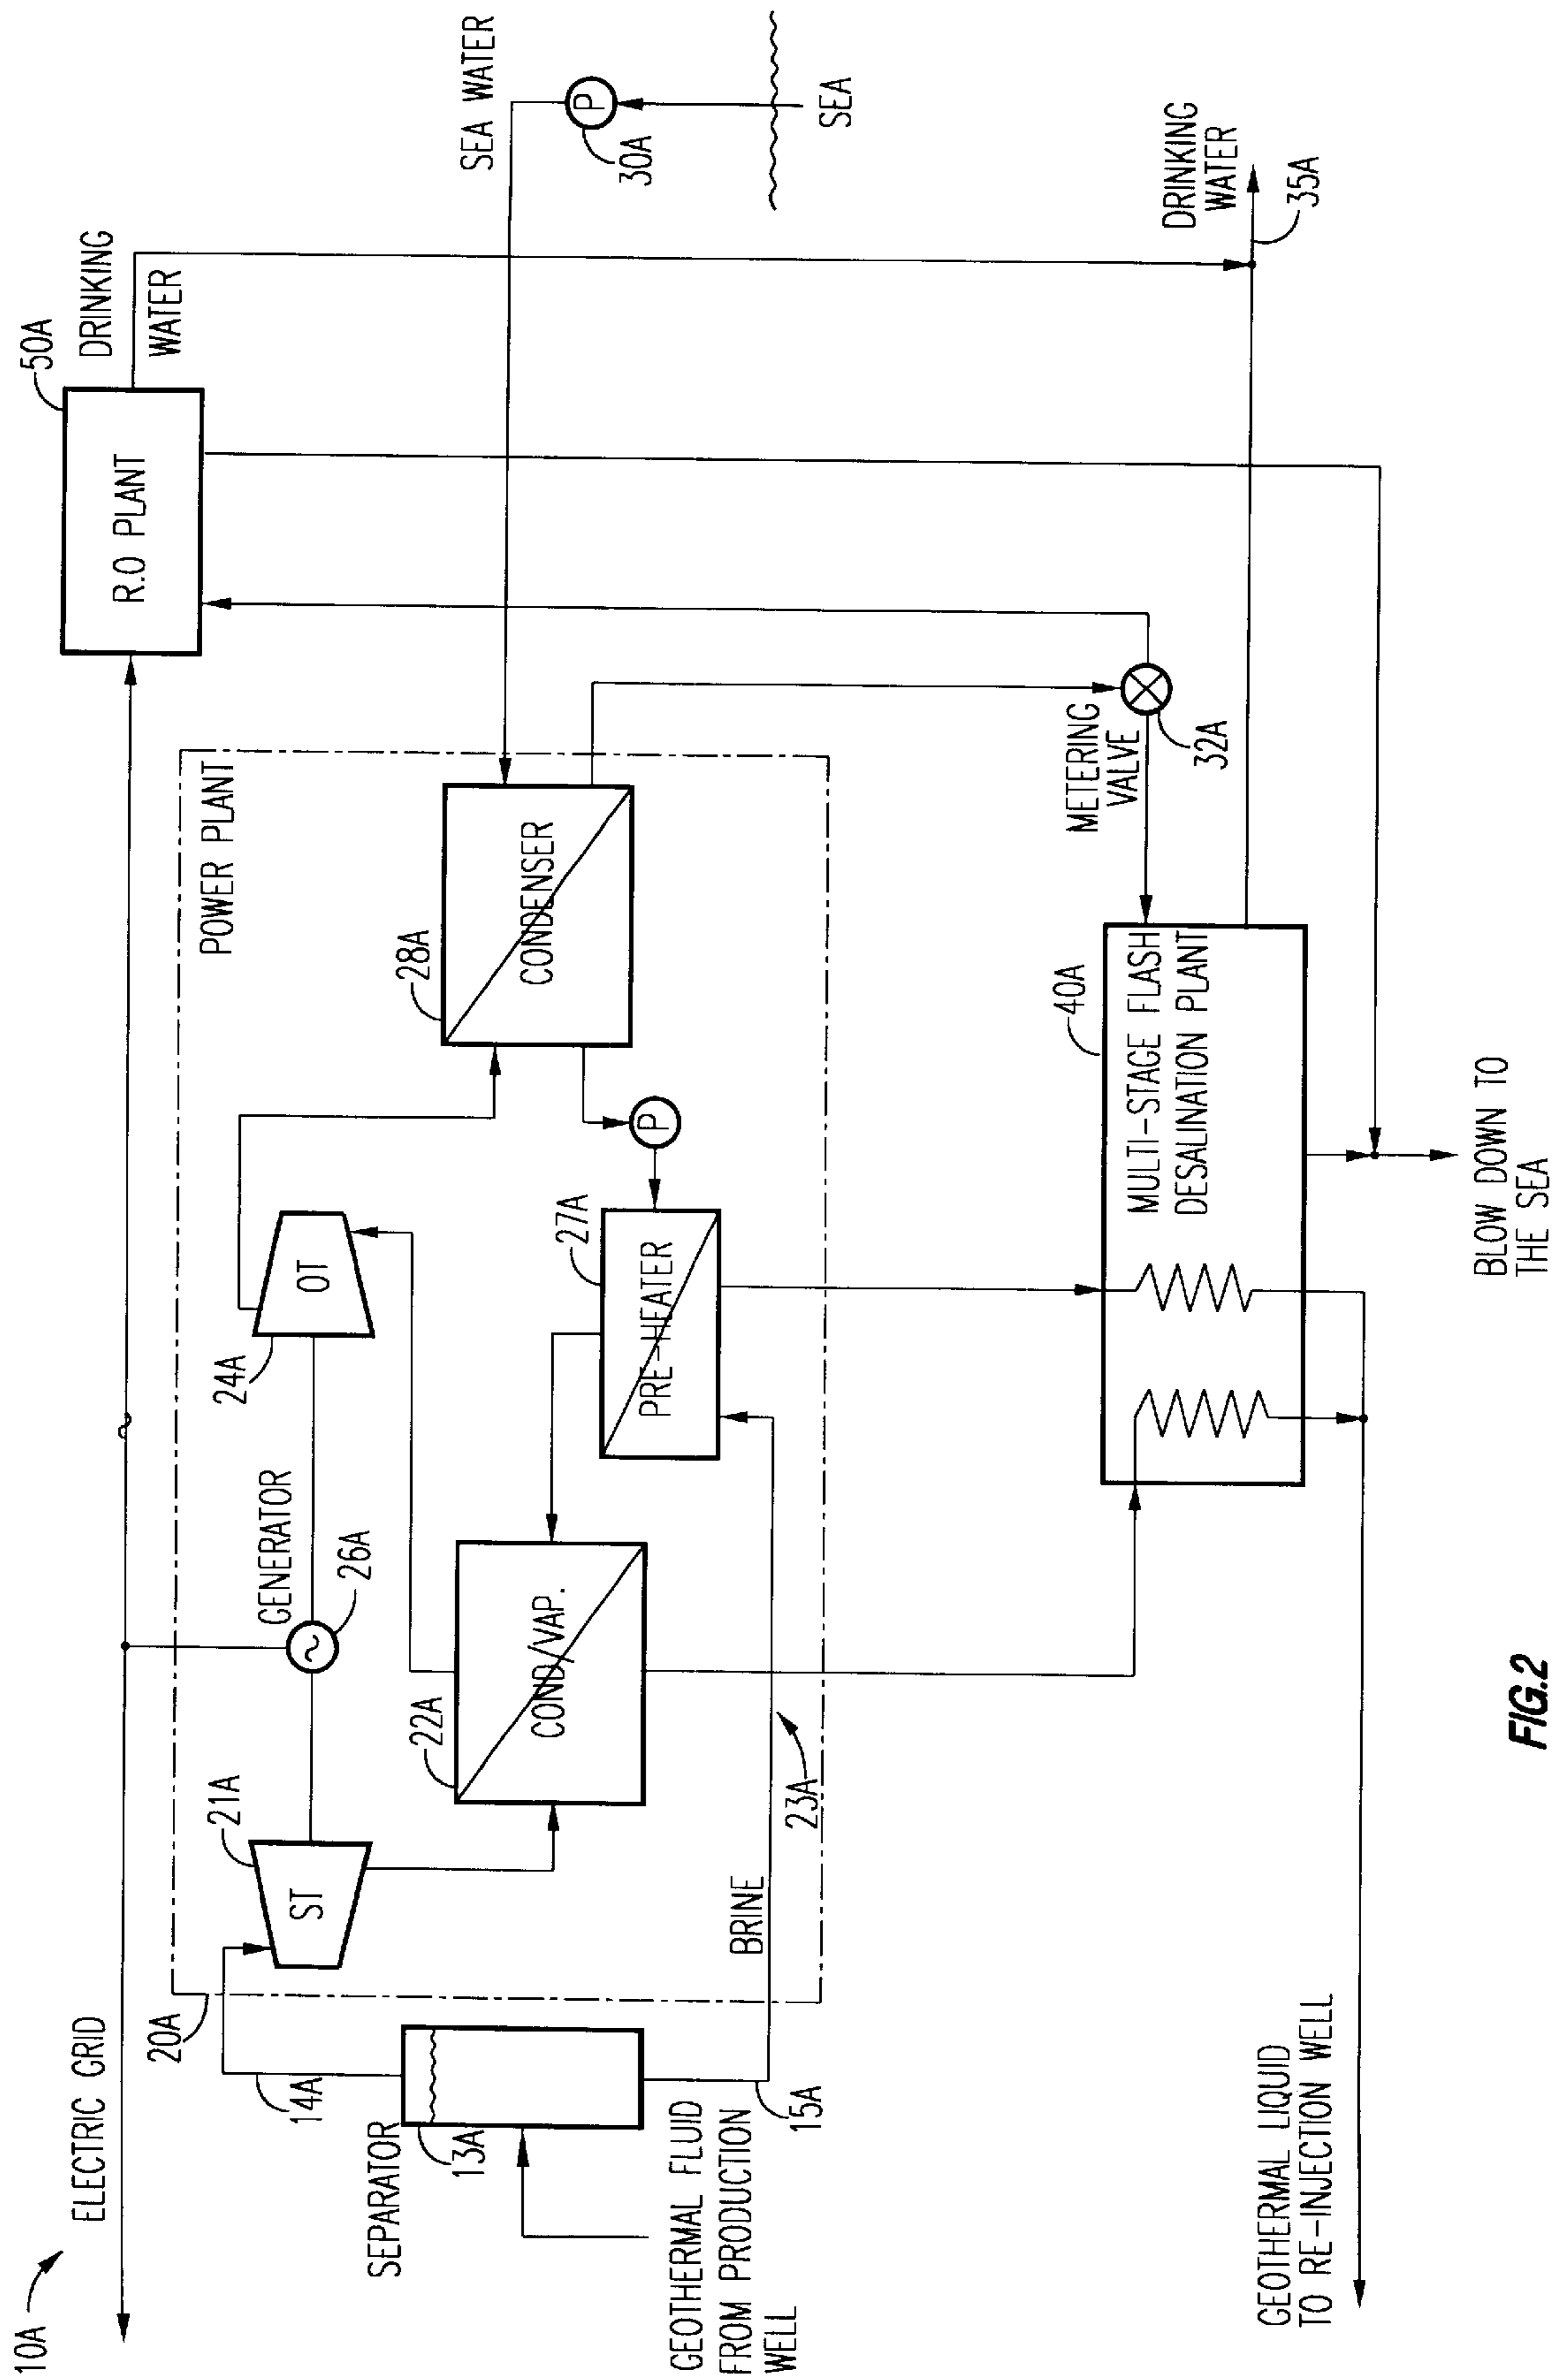 10A
ELECTRIC GRID
20A
14A
SEPARATOR
13A
GEOTHERMAL FLUID
FROM PRODUCTION
WELL
15A
BRINE
23A
21A
ST
GENERATOR
26A
22A
COND/VAP.
24A
OT
27A
PRE-HEATER
P
28A
CONDENSER
POWER PLANT
50A
R.O PLANT
DRINKING
WATER
SEA WATER
P
30A
SEA
METERING
VALVE
32A
40A
MULTI-STAGE FLASH
DESALINATION PLANT
DRINKING
WATER
35A
BLOW DOWN TO
THE SEA
GEOTHERMAL LIQUID
TO RE-INJECTION WELL
FIG.2